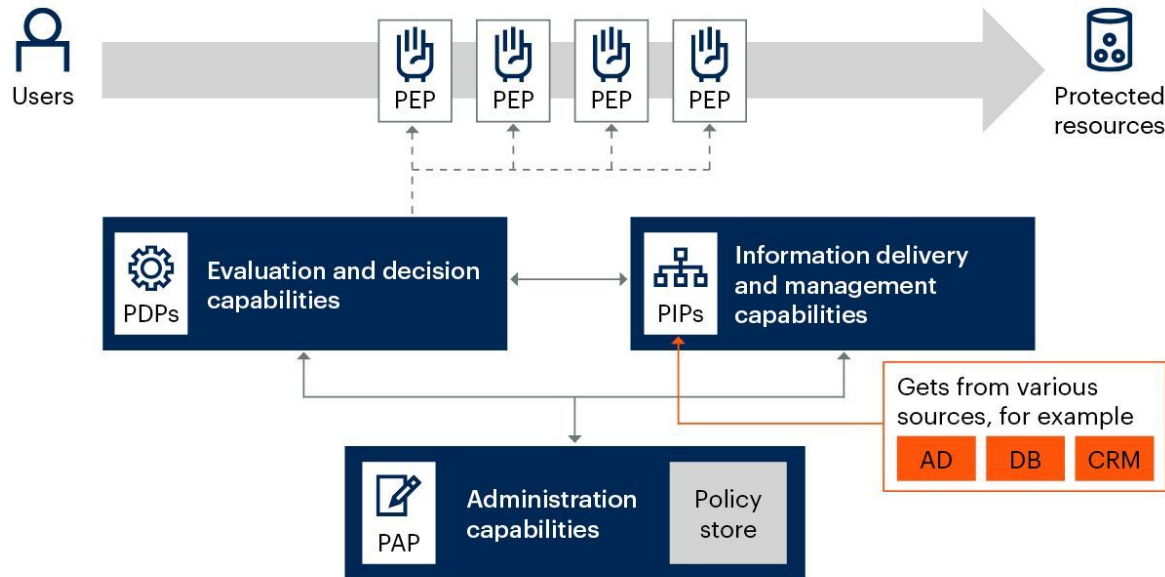 Users
PEP
PEP
PEP
PEP
Protected
resources
PDPs
Evaluation and decision
capabilities
PIPs
Information delivery
and management
capabilities
Gets from various
sources, for example
AD
DB
CRM
PAP
Administration
capabilities
Policy
store